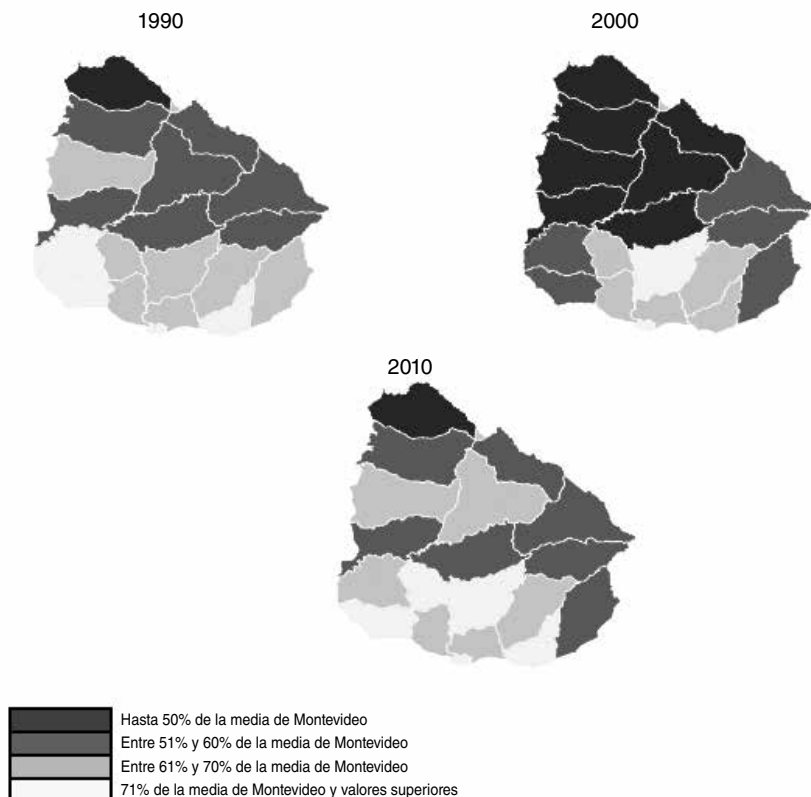 1990
2000
2010
Hasta 50% de la media de Montevideo
Entre 51% y 60% de la media de Montevideo
Entre 61% y 70% de la media de Montevideo
71% de la media de Montevideo y valores superiores